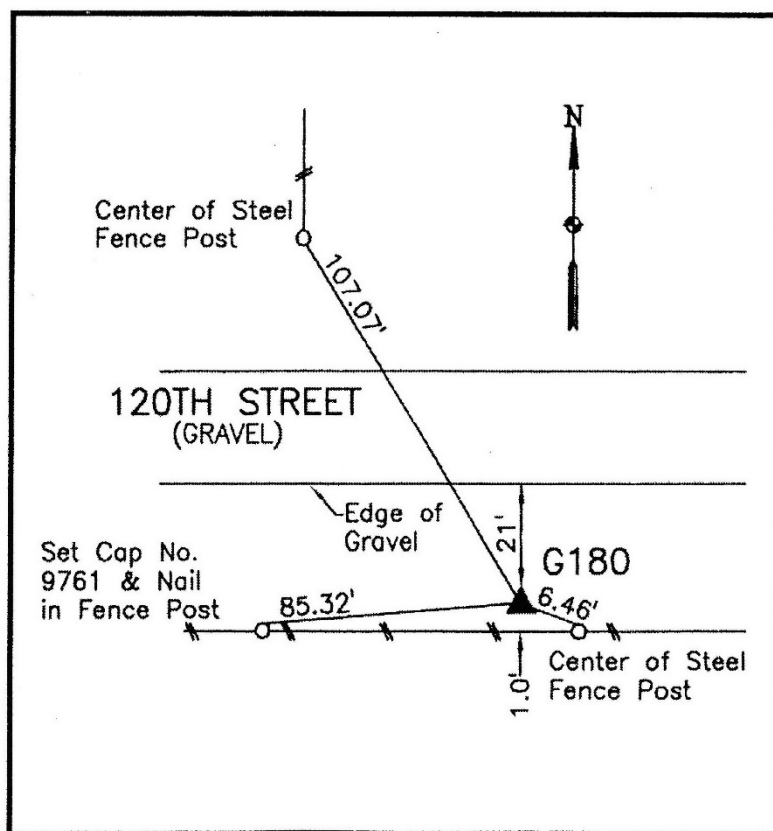 N
Center of Steel
Fence Post
107.07'
120TH STREET
(GRAVEL)
Edge of
Gravel
21'
G180
Set Cap No.
9761 & Nail
in Fence Post
85.32'
6.46'
1.0'
Center of Steel
Fence Post